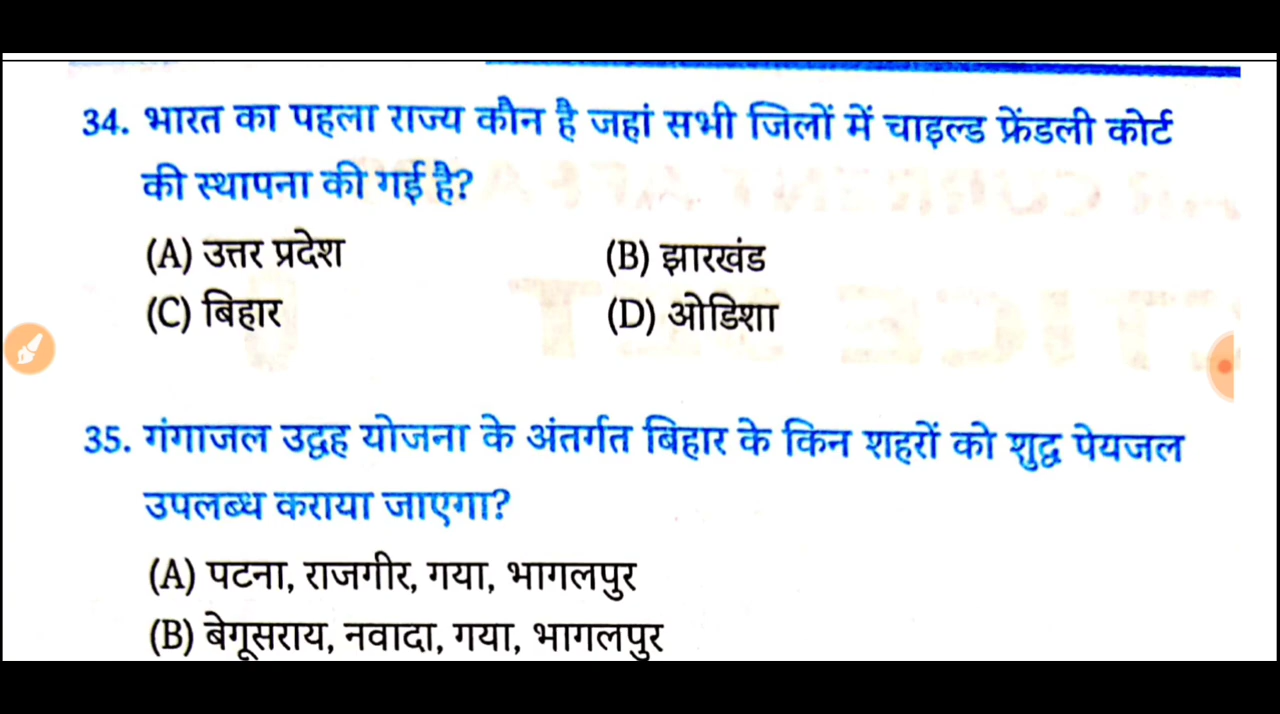 34. भारत का पहला राज्य कौन है जहां सभी जिलों में चाइल्ड फ्रेंडली कोर्ट
की स्थापना की गई है?
(A) उत्तर प्रदेश (B) झारखंड
(C) बिहार (D) ओडिशा
35. गंगाजल उद्वह योजना के अंतर्गत बिहार के किन शहरों को शुद्ध पेयजल
उपलब्ध कराया जाएगा?
(A) पटना, राजगीर, गया, भागलपुर
(B) बेगूसराय, नवादा, गया, भागलपुर